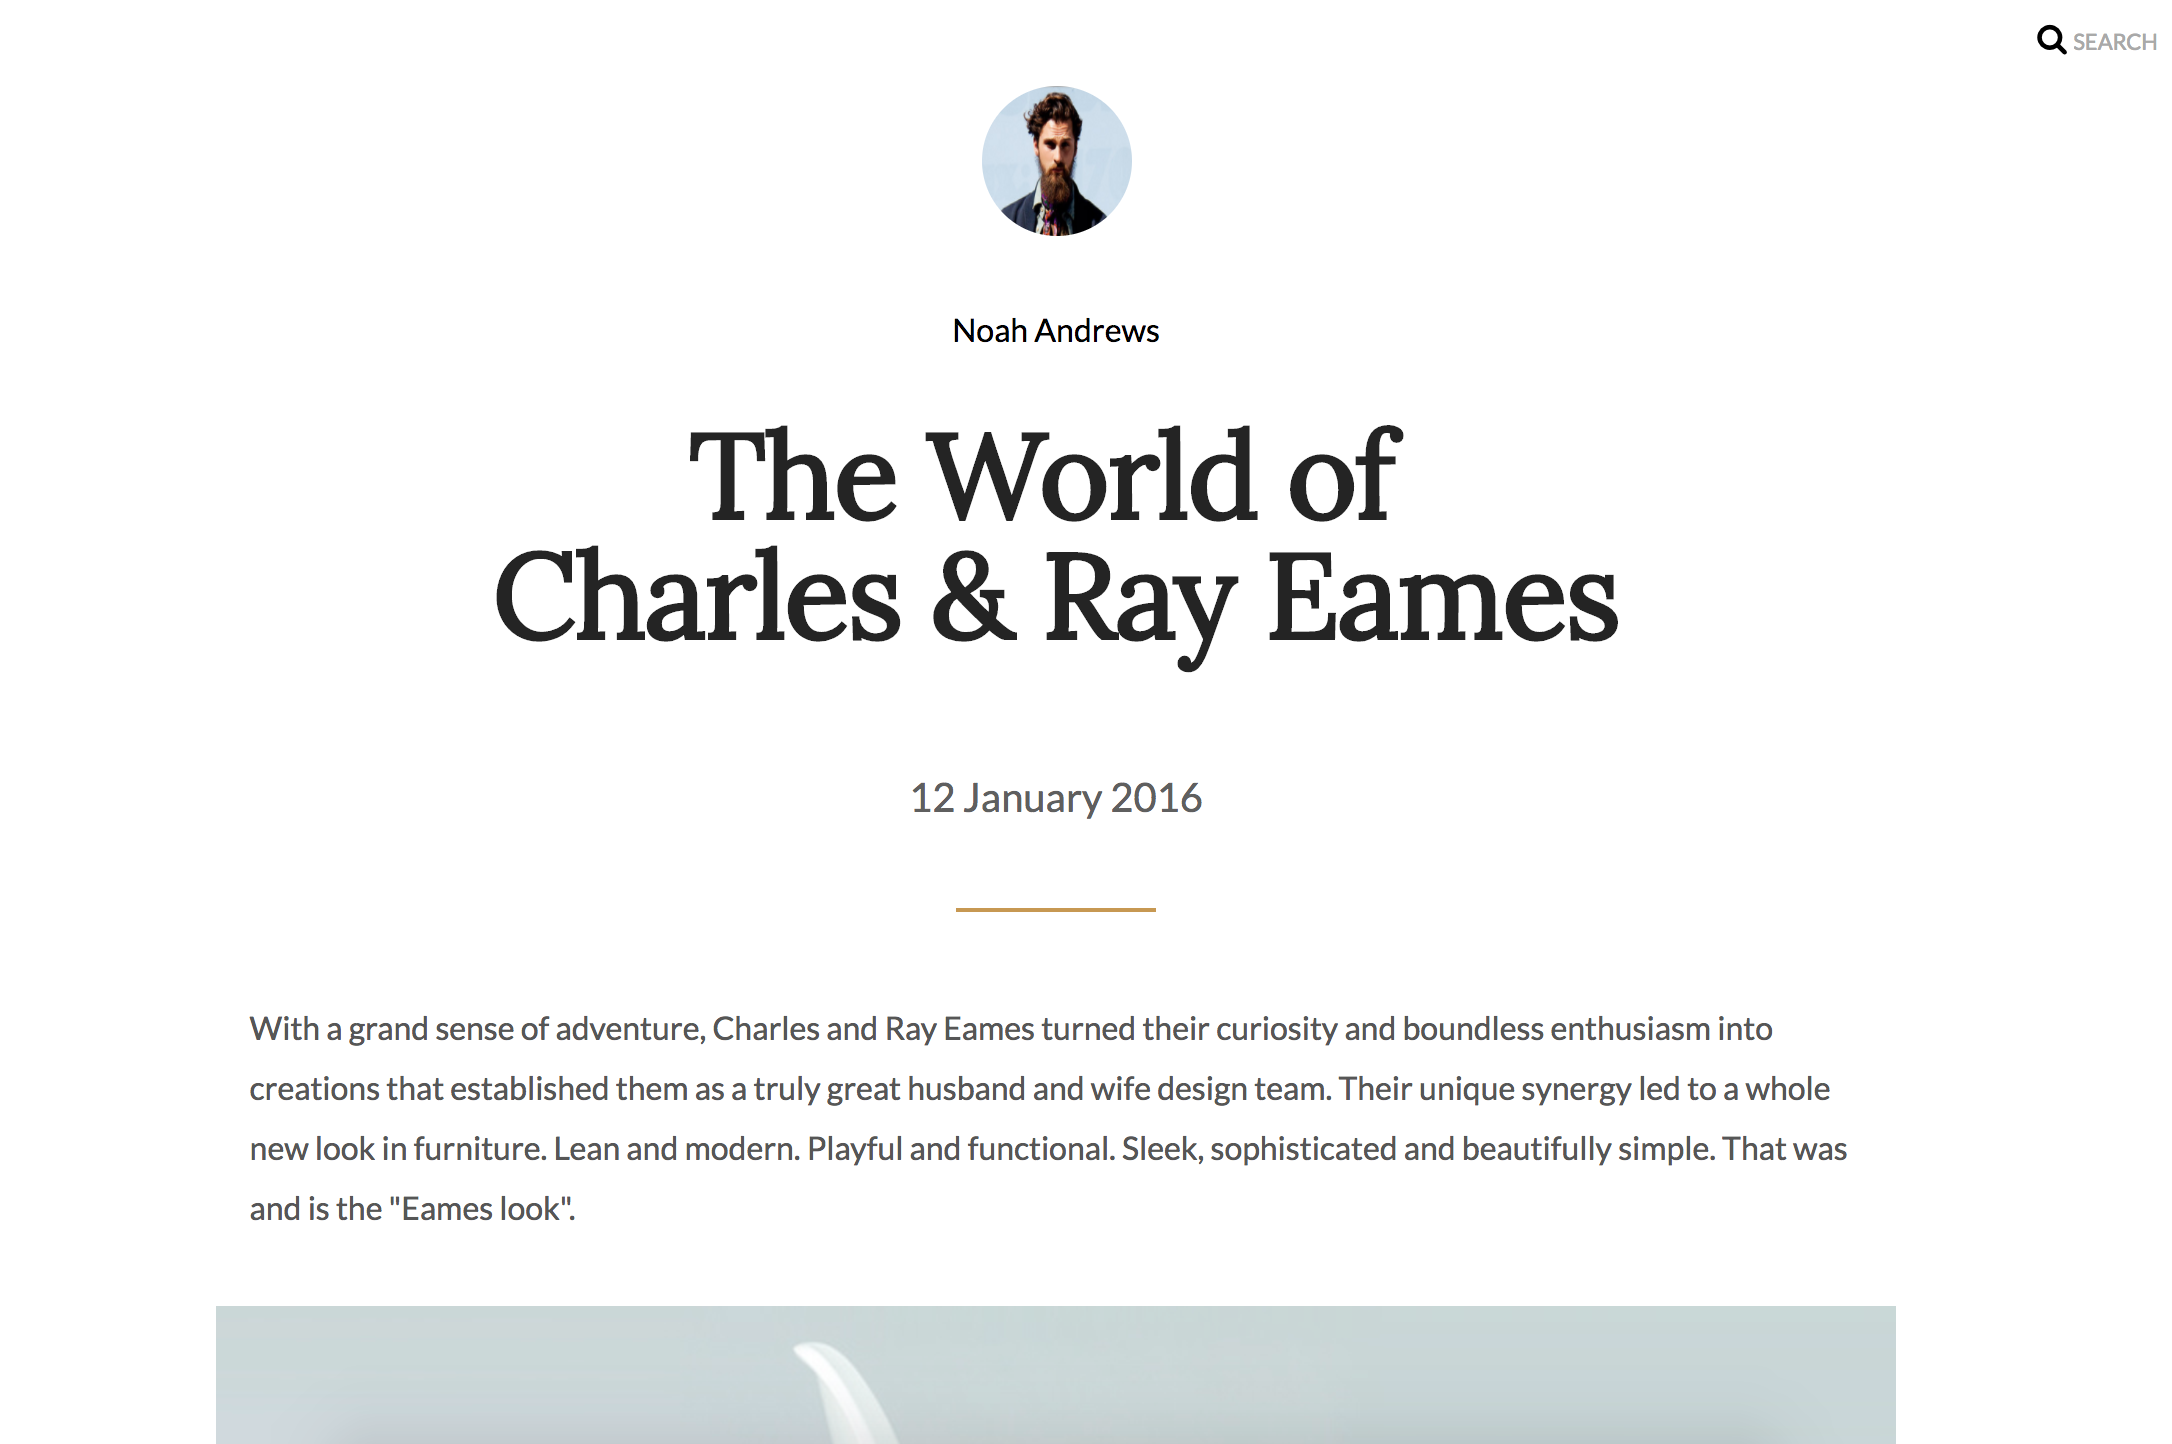 SEARCH
Noah Andrews
The World of
Charles & Ray Eames
12 January 2016
With a grand sense of adventure, Charles and Ray Eames turned their curiosity and boundless enthusiasm into
creations that established them as a truly great husband and wife design team. Their unique synergy led to a whole
new look in furniture. Lean and modern. Playful and functional. Sleek, sophisticated and beautifully simple. That was
and is the "Eames look".